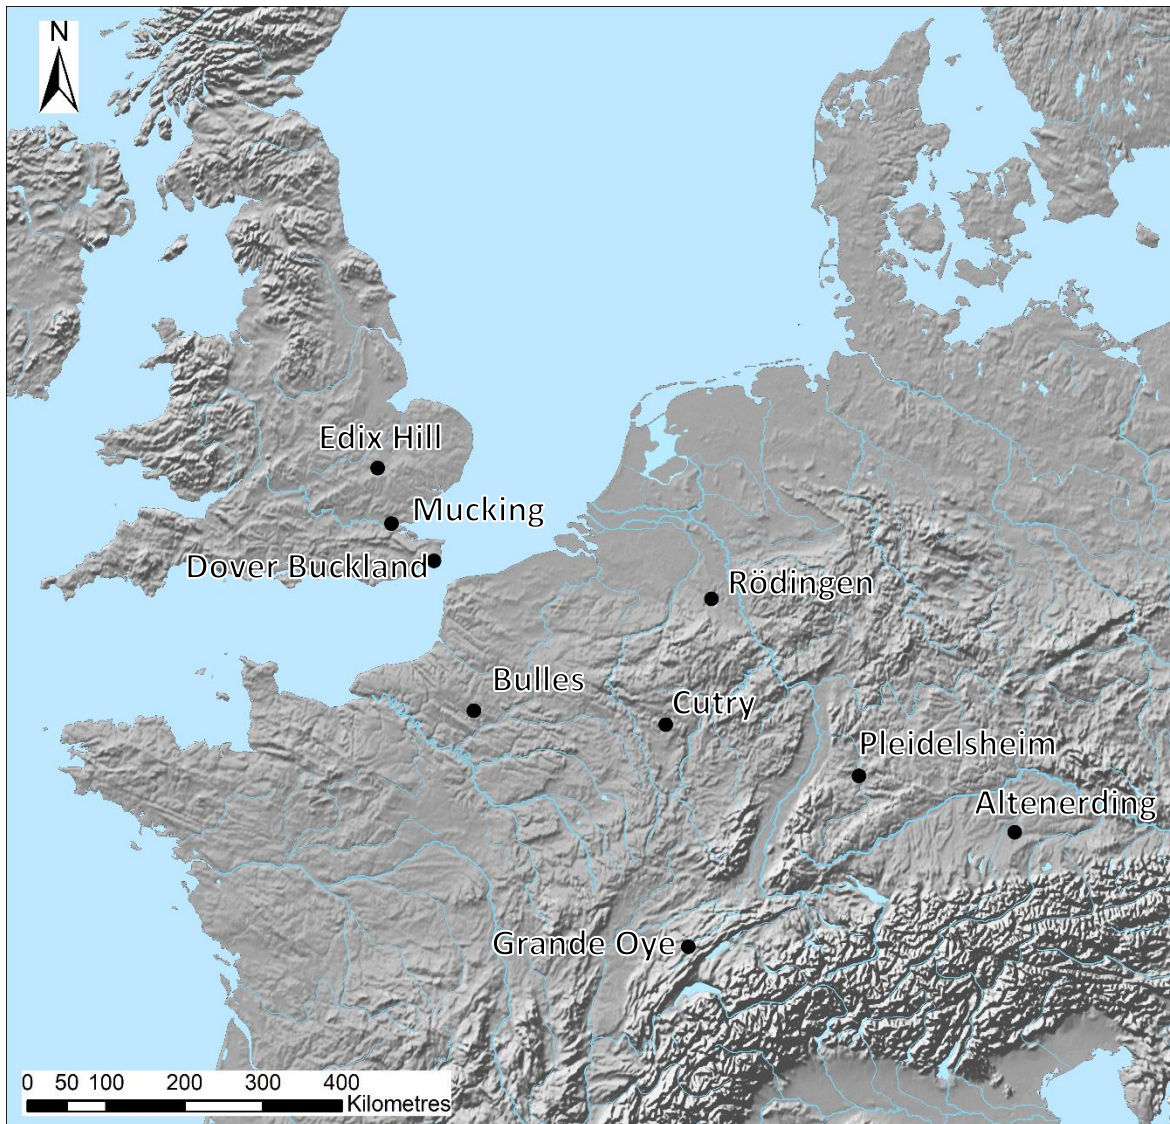 N
Edix Hill
Mucking
Dover Buckland
Rödingen
Bulles
Cutry
Pleidelsheim
Altenerding
Grande Oye
0 50 100 200 300 400
Kilometres